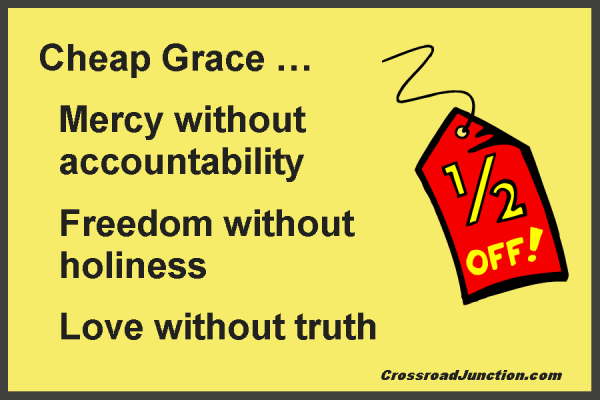 Cheap Grace …
Mercy without
accountability
Freedom without
holiness
Love without truth
1/2
OFF!
CrossroadJunction.com